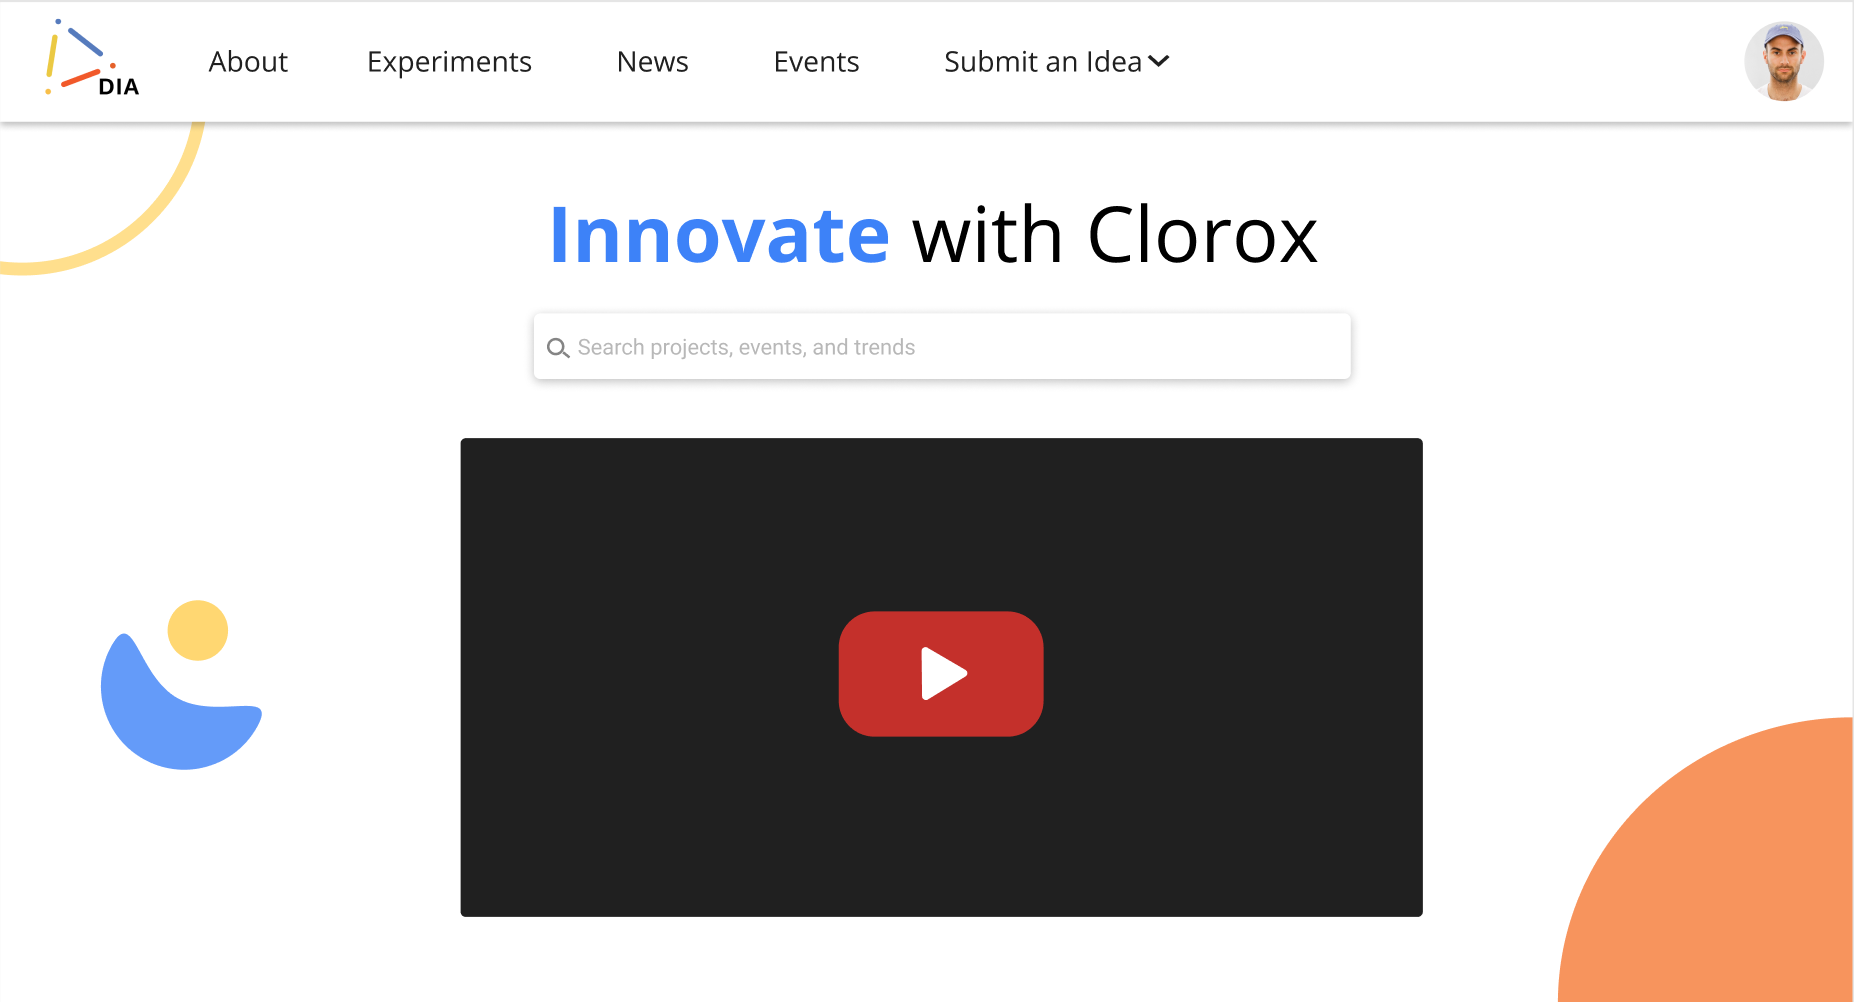 DIA
About Experiments News Events Submit an Idea
Innovate with Clorox
Search projects, events, and trends